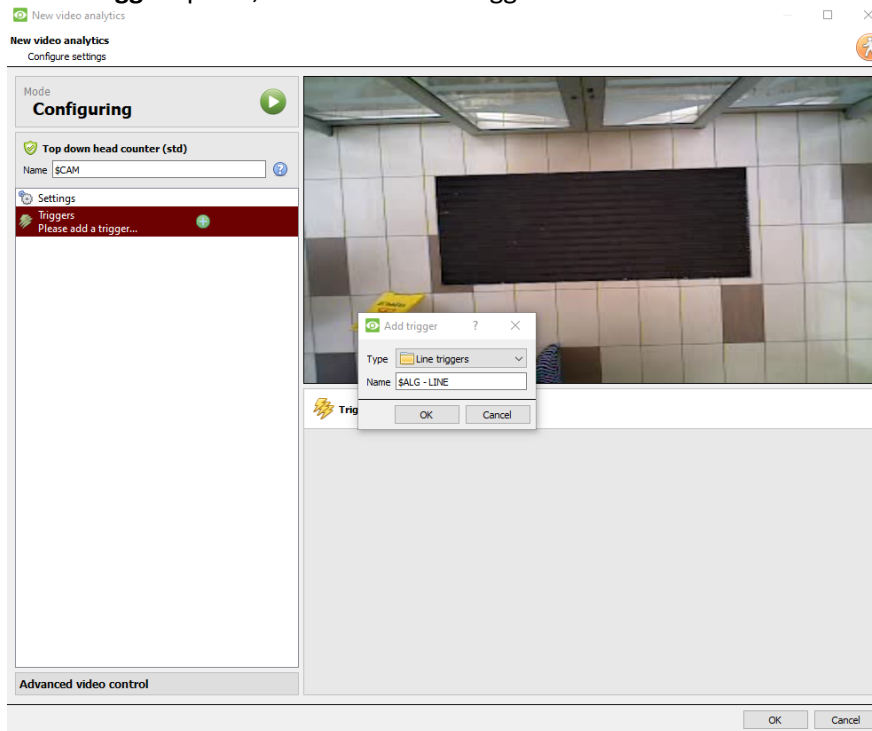 New video analytics
New video analytics
Configure settings
Mode
Configuring
Top down head counter (std)
Name $CAM
Settings
Triggers
Please add a trigger...
Add trigger
Type Line triggers
Name $ALG - LINE
OK Cancel
Trig
Advanced video control
OK Cancel